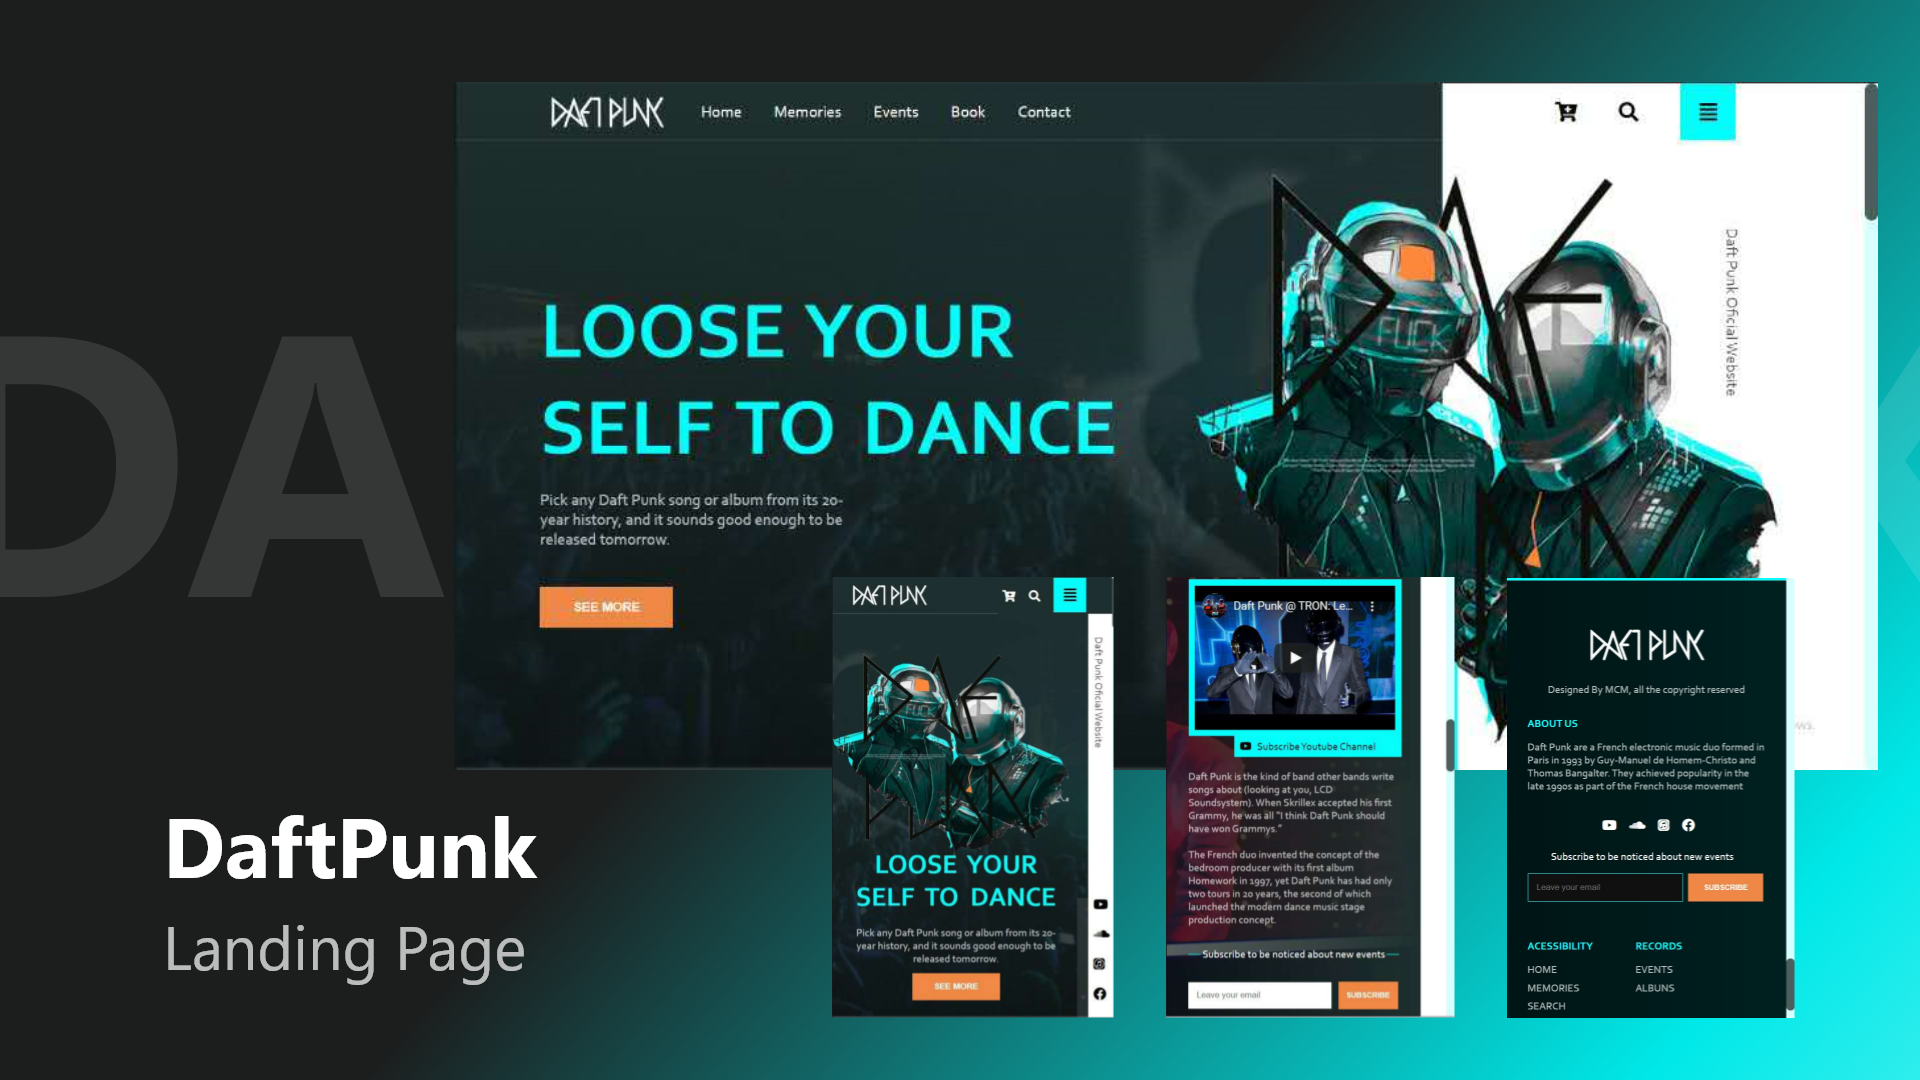 DAFT PUNK
Home
Memories
Events
Book
Contact
DA
LOOSE YOUR
SELF TO DANCE
Pick any Daft Punk song or album from its 20-
year history, and it sounds good enough to be
released tomorrow.
SEE MORE
DAF
FUCK
Daft Punk Oficial Website
DaftPunk
Landing Page
DAFT PUNK
Daft Punk Oficial Website
DAF
FUCK
PUNK
LOOSE YOUR
SELF TO DANCE
Pick any Daft Punk song or album from its 20-
year history, and it sounds good enough to be
released tomorrow.
SEE MORE
Daft Punk @ TRON: Le...
Subscribe Youtube Channel
Daft Punk is the kind of band other bands write
songs about (looking at you, LCD
Soundsystem). When Skrillex accepted his first
Grammy, he was all "I think Daft Punk should
have won Grammys."
The French duo invented the concept of the
bedroom producer with its first album
Homework in 1997, yet Daft Punk has had only
two tours in 20 years, the second of which
launched the modern dance music stage
production concept.
Subscribe to be noticed about new events
Leave your email
SUBSCRIBE
DAFT PUNK
Designed By MCM, all the copyright reserved
ABOUT US
Daft Punk are a French electronic music duo formed in
Paris in 1993 by Guy-Manuel de Homem-Christo and
Thomas Bangalter. They achieved popularity in the
late 1990s as part of the French house movement
Subscribe to be noticed about new events
Leave your email
SUBSCRIBE
ACESSIBILITY
HOME
MEMORIES
SEARCH
RECORDS
EVENTS
ALBUNS